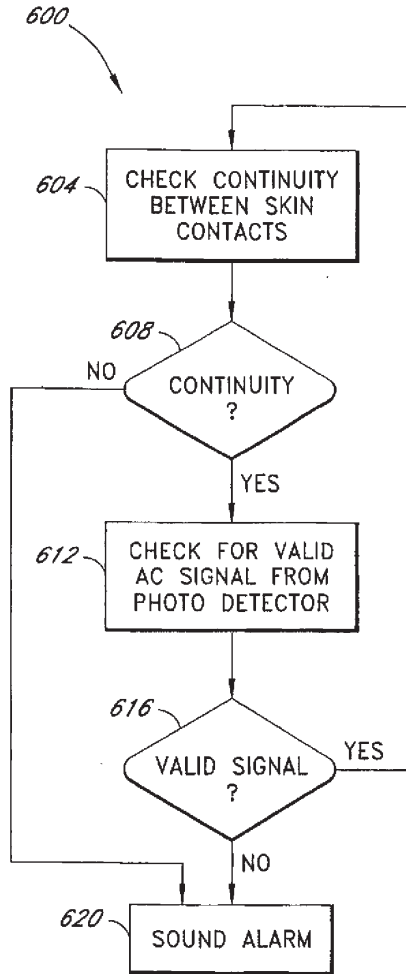 600
604
CHECK CONTINUITY
BETWEEN SKIN
CONTACTS
608
NO
CONTINUITY
?
YES
612
CHECK FOR VALID
AC SIGNAL FROM
PHOTO DETECTOR
616
VALID SIGNAL
?
YES
NO
620
SOUND ALARM